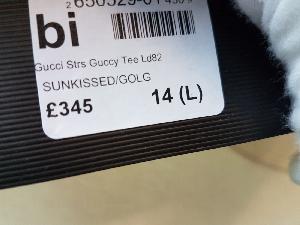 bi
Gucci Strs Guccy Tee Ld82
SUNKISSED/GOLG
£345 14 (L)